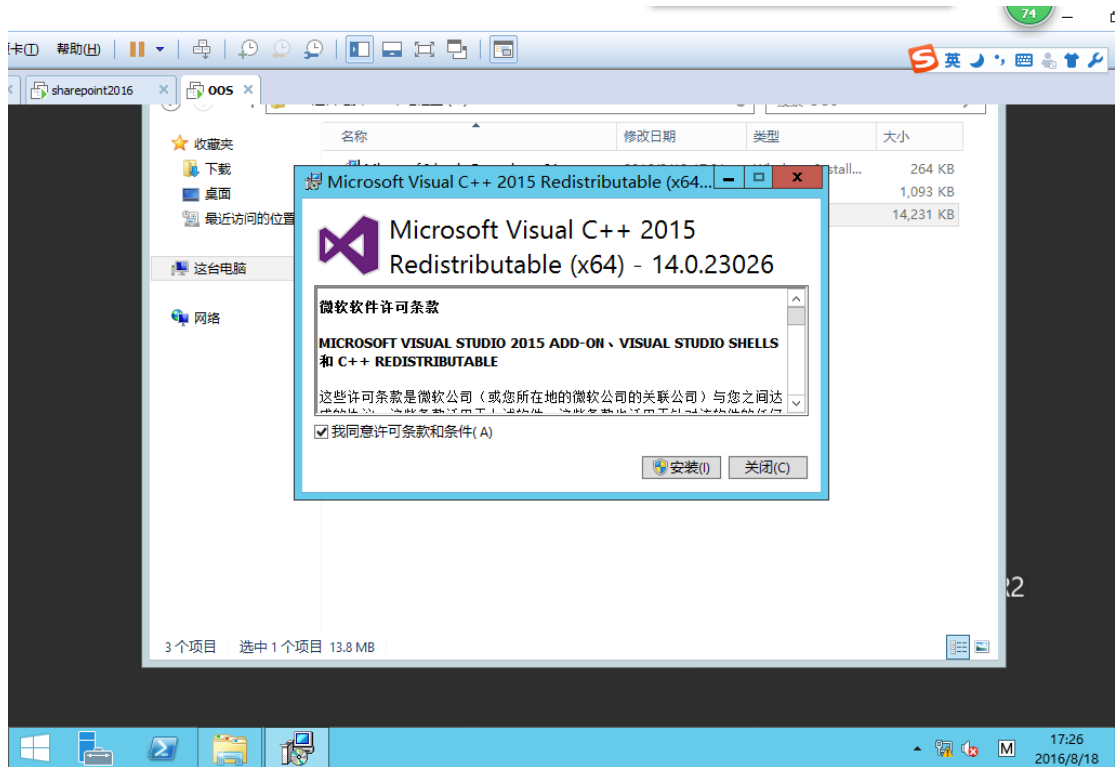 74
卡(T) 帮助(H)
英
sharepoint2016
OOS
名称 修改日期 类型 大小
收藏夹
下载
桌面
最近访问的位置
这台电脑
网络
264 KB
1,093 KB
14,231 KB
Microsoft Visual C++ 2015 Redistributable (x64...
Microsoft Visual C++ 2015
Redistributable (x64) - 14.0.23026
微软软件许可条款
MICROSOFT VISUAL STUDIO 2015 ADD-ON、VISUAL STUDIO SHELLS
和 C++ REDISTRIBUTABLE
这些许可条款是微软公司（或您所在地的微软公司的关联公司）与您之间达
我同意许可条款和条件(A)
安装(I) 关闭(C)
R2
3 个项目 选中 1 个项目 13.8 MB
M
17:26
2016/8/18